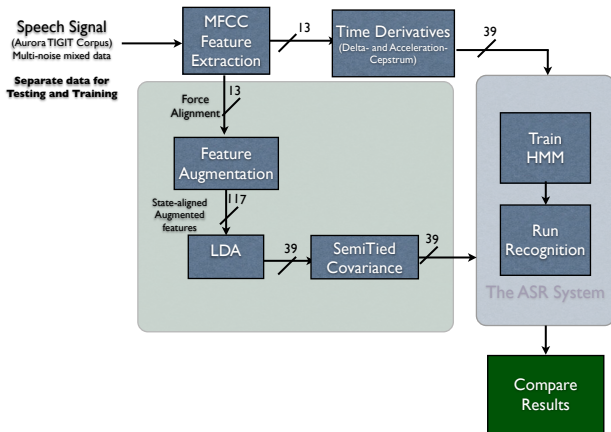 Speech Signal
(Aurora TIGIT Corpus)
Multi-noise mixed data
Separate data for
Testing and Training
MFCC
Feature
Extraction
13
Time Derivatives
(Delta- and Acceleration-
Cepstrum)
39
Force
Alignment
13
Feature
Augmentation
State-aligned
Augmented
features
117
LDA
39
SemiTied
Covariance
39
Train
HMM
Run
Recognition
The ASR System
Compare
Results